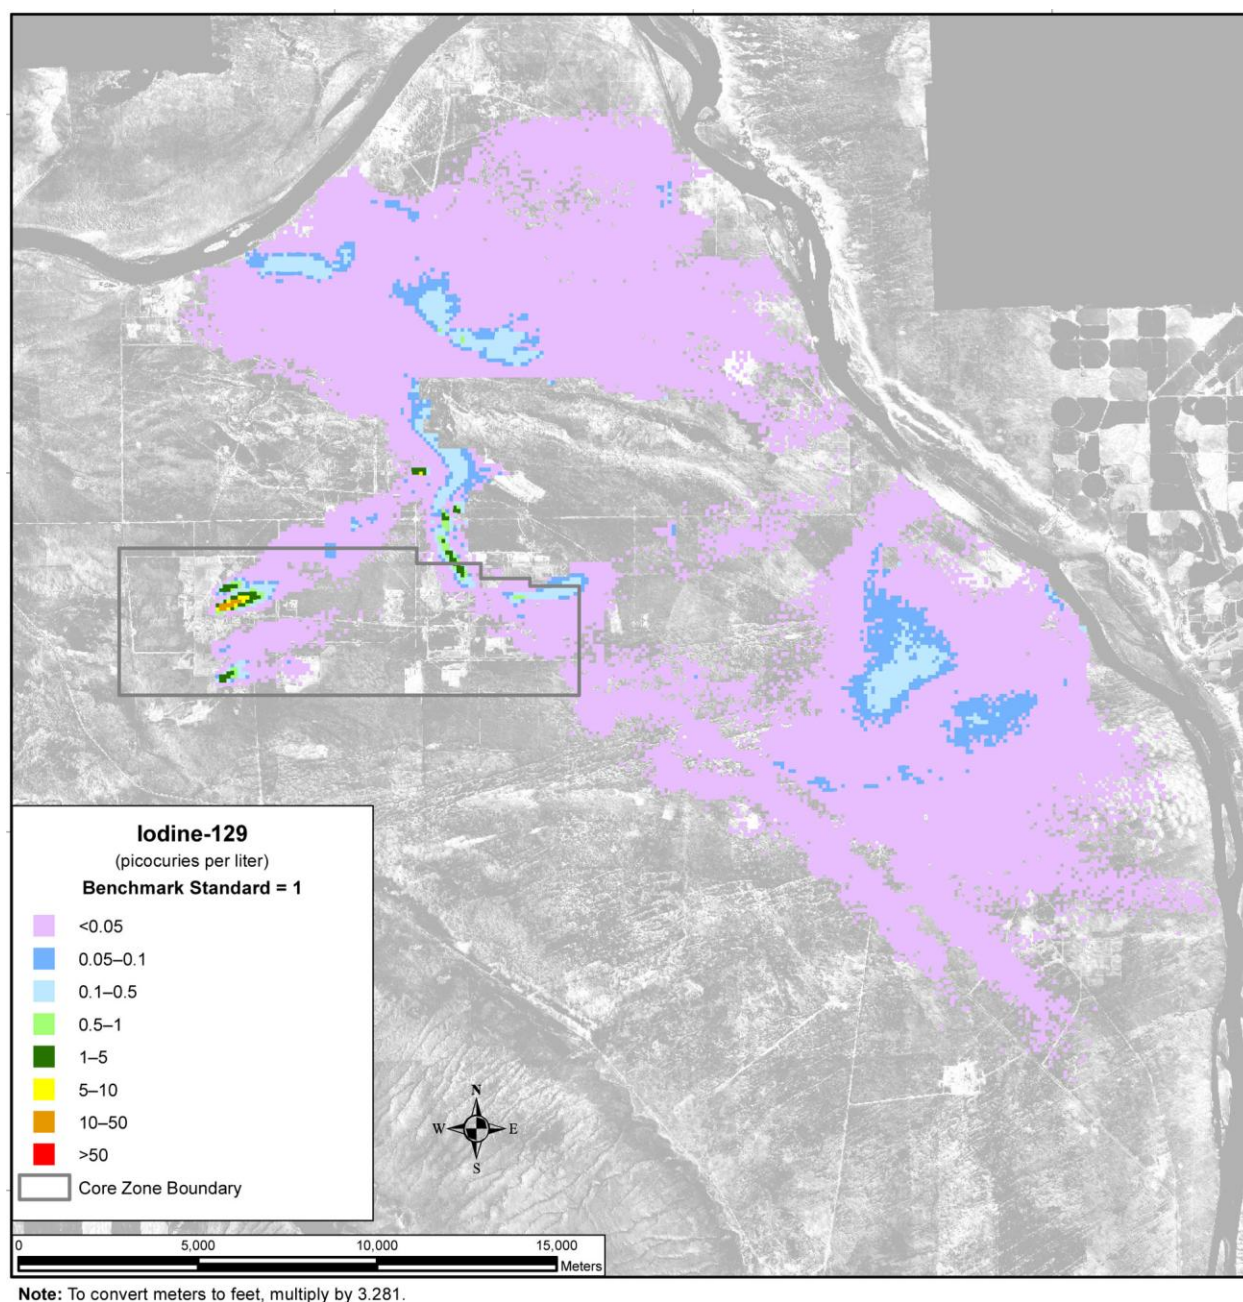 Iodine-129
(picocuries per liter)
Benchmark Standard = 1
<0.05
0.05–0.1
0.1–0.5
0.5–1
1–5
5–10
10–50
>50
Core Zone Boundary
N
W E
S
0 5,000 10,000 15,000
Meters
Note: To convert meters to feet, multiply by 3.281.